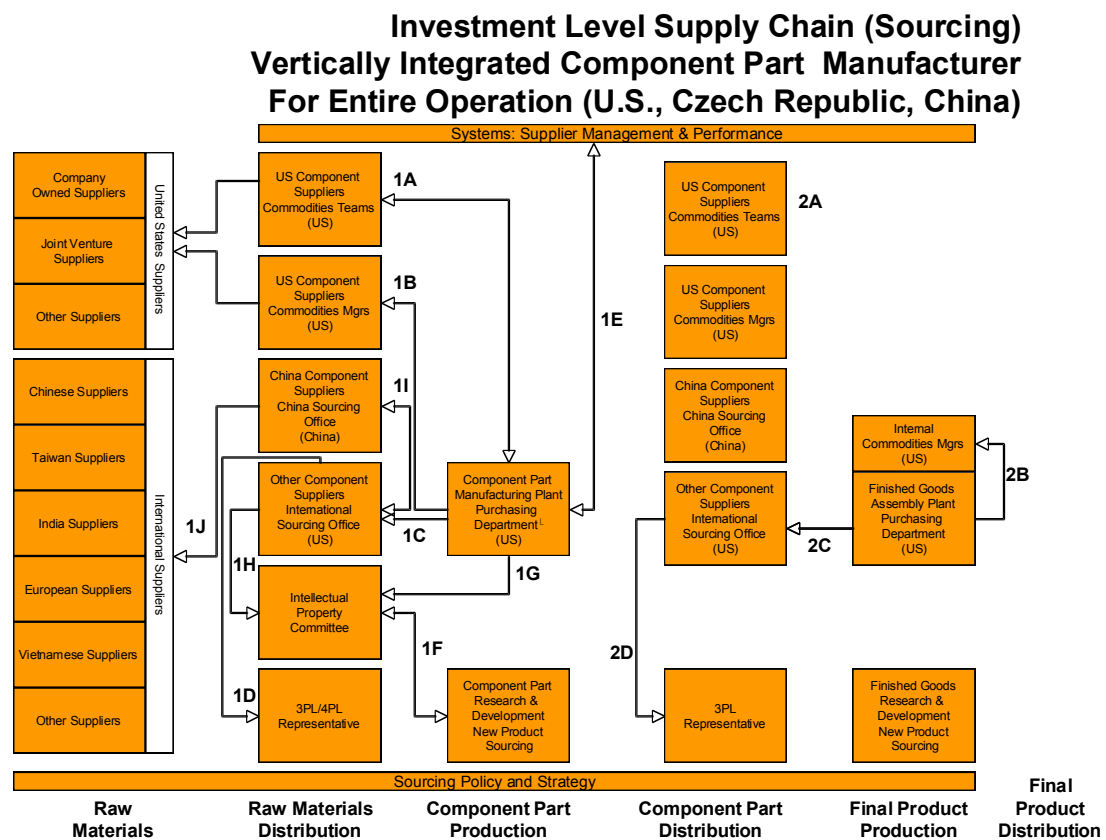 Investment Level Supply Chain (Sourcing)
Vertically Integrated Component Part Manufacturer
For Entire Operation (U.S., Czech Republic, China)
Systems: Supplier Management & Performance
Company
Owned Suppliers
Joint Venture
Suppliers
Other Suppliers
United States Suppliers
Chinese Suppliers
Taiwan Suppliers
India Suppliers
European Suppliers
Vietnamese Suppliers
Other Suppliers
International Suppliers
US Component
Suppliers
Commodities Teams
(US)
1A
US Component
Suppliers
Commodities Mgrs
(US)
1B
China Component
Suppliers
China Sourcing
Office
(China)
1I
Other Component
Suppliers
International
Sourcing Office
(US)
1J
1C
1H
Intellectual
Property
Committee
1G
1F
1D
3PL/4PL
Representative
Component Part
Manufacturing Plant
Purchasing
Department└
(US)
1E
Component Part
Research &
Development
New Product
Sourcing
US Component
Suppliers
Commodities Teams
(US)
2A
US Component
Suppliers
Commodities Mgrs
(US)
China Component
Suppliers
China Sourcing
Office
(China)
Other Component
Suppliers
International
Sourcing Office
(US)
2C
2D
3PL
Representative
Internal
Commodities Mgrs
(US)
2B
Finished Goods
Assembly Plant
Purchasing
Department
(US)
Finished Goods
Research &
Development
New Product
Sourcing
Sourcing Policy and Strategy
Raw
Materials
Raw Materials
Distribution
Component Part
Production
Component Part
Distribution
Final Product
Production
Final
Product
Distribution